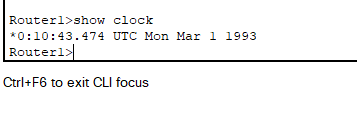 Router1>show clock
*0:10:43.474 UTC Mon Mar 1 1993
Router1>
Ctrl+F6 to exit CLI focus